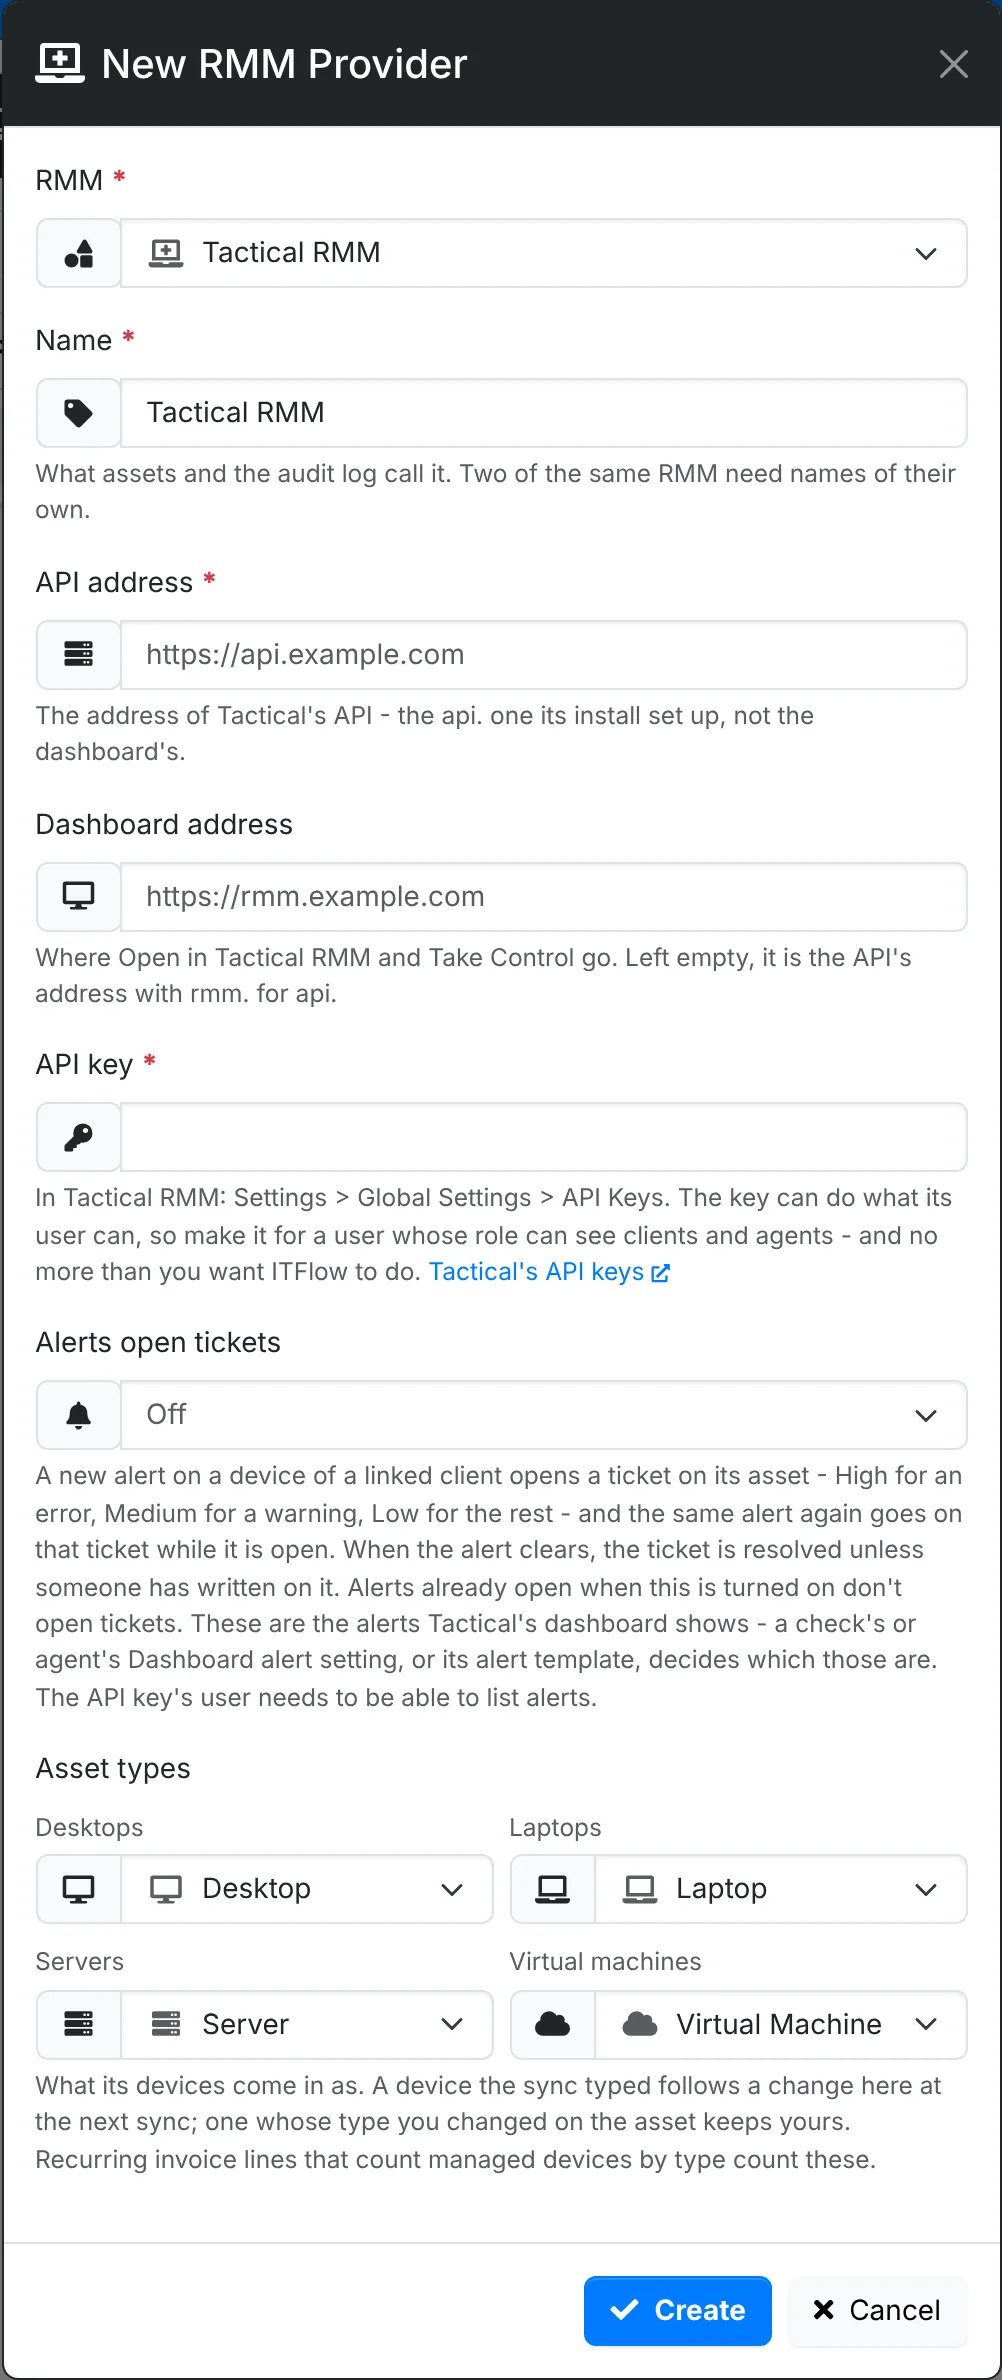 New RMM Provider
RMM *
Tactical RMM
Name *
Tactical RMM
What assets and the audit log call it. Two of the same RMM need names of their
own.
API address *
https://api.example.com
The address of Tactical's API - the api. one its install set up, not the
dashboard's.
Dashboard address
https://rmm.example.com
Where Open in Tactical RMM and Take Control go. Left empty, it is the API's
address with rmm. for api.
API key *
In Tactical RMM: Settings > Global Settings > API Keys. The key can do what its
user can, so make it for a user whose role can see clients and agents - and no
more than you want ITFlow to do. Tactical's API keys
Alerts open tickets
Off
A new alert on a device of a linked client opens a ticket on its asset - High for an
error, Medium for a warning, Low for the rest - and the same alert again goes on
that ticket while it is open. When the alert clears, the ticket is resolved unless
someone has written on it. Alerts already open when this is turned on don't
open tickets. These are the alerts Tactical's dashboard shows - a check's or
agent's Dashboard alert setting, or its alert template, decides which those are.
The API key's user needs to be able to list alerts.
Asset types
Desktops
Laptops
Desktop
Laptop
Servers
Virtual machines
Server
Virtual Machine
What its devices come in as. A device the sync typed follows a change here at
the next sync; one whose type you changed on the asset keeps yours.
Recurring invoice lines that count managed devices by type count these.
Create
Cancel